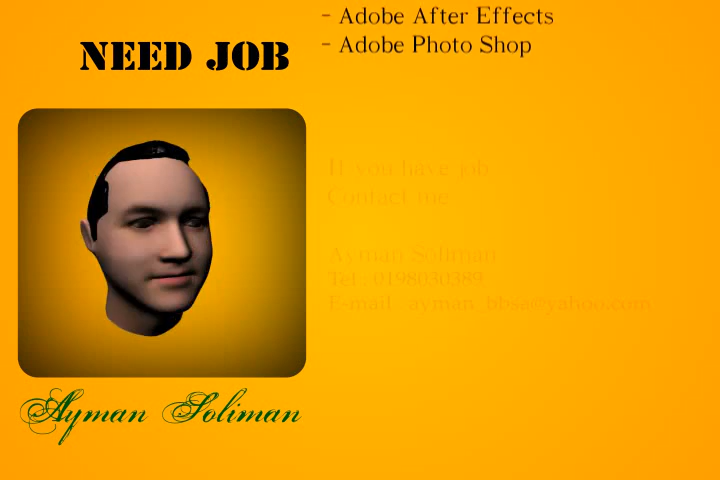 NEED JOB
Ayman Soliman
- Adobe After Effects
- Adobe Photo Shop
If you have job
Contact me
Ayman Soliman
Tel : 0198030389
E-mail : ayman_bbsa@yahoo.com